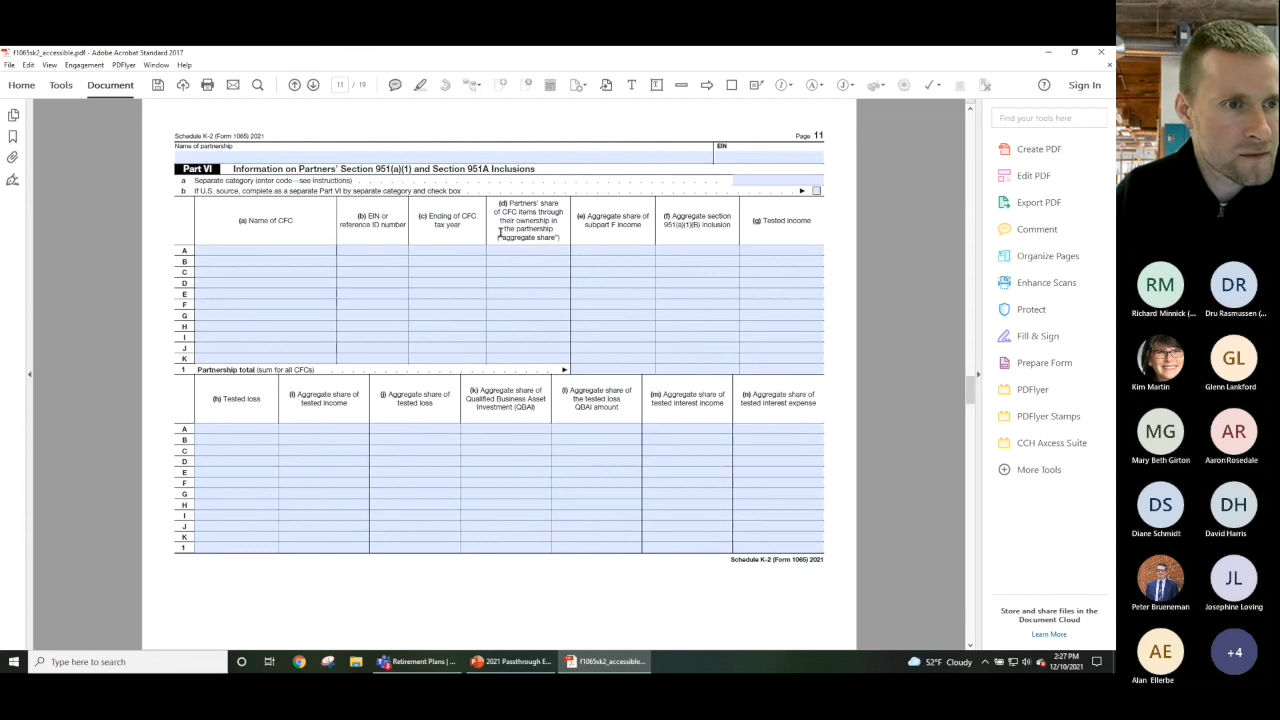 f1065sk2_accessible.pdf - Adobe Acrobat Standard 2017
File Edit View Engagement PDFlyer Window Help
Home Tools Document 11 / 19 Sign In
Schedule K-2 (Form 1065) 2021 Page 11
Name of partnership EIN
Part VI Information on Partners' Section 951(a)(1) and Section 951A Inclusions
a Separate category (enter code—see instructions)
b If U.S. source, complete as a separate Part VI by separate category and check box
(a) Name of CFC
(b) EIN or
reference ID number
(c) Ending of CFC
tax year
(d) Partners' share
of CFC items through
their ownership in
the partnership
("aggregate share")
(e) Aggregate share of
subpart F income
(f) Aggregate section
951(a)(1)(B) inclusion
(g) Tested income
A
B
C
D
E
F
G
H
I
J
K
1 Partnership total (sum for all CFCs)
(h) Tested loss
(i) Aggregate share of
tested income
(j) Aggregate share of
tested loss
(k) Aggregate share of
Qualified Business Asset
Investment (QBAI)
(l) Aggregate share of
the tested loss
QBAI amount
(m) Aggregate share of
tested interest income
(n) Aggregate share of
tested interest expense
A
B
C
D
E
F
G
H
I
J
K
1
Schedule K-2 (Form 1065) 2021
Find your tools here
Create PDF
Edit PDF
Export PDF
Comment
Organize Pages
Enhance Scans
Protect
Fill & Sign
Prepare Form
PDFlyer
PDFlyer Stamps
CCH Axcess Suite
More Tools
Store and share files in the
Document Cloud
Learn More
RM DR
Richard Minnick (... Dru Rasmussen (...
GL
Kim Martin Glenn Lankford
MG AR
Mary Beth Girton Aaron Rosedale
DS DH
Diane Schmidt David Harris
JL
Peter Brueneman Josephine Loving
AE +4
Alan Ellerbe
Type here to search Retirement Plans | ... 2021 Passthrough E... f1065sk2_accessible... 52°F Cloudy 2:27 PM
12/10/2021